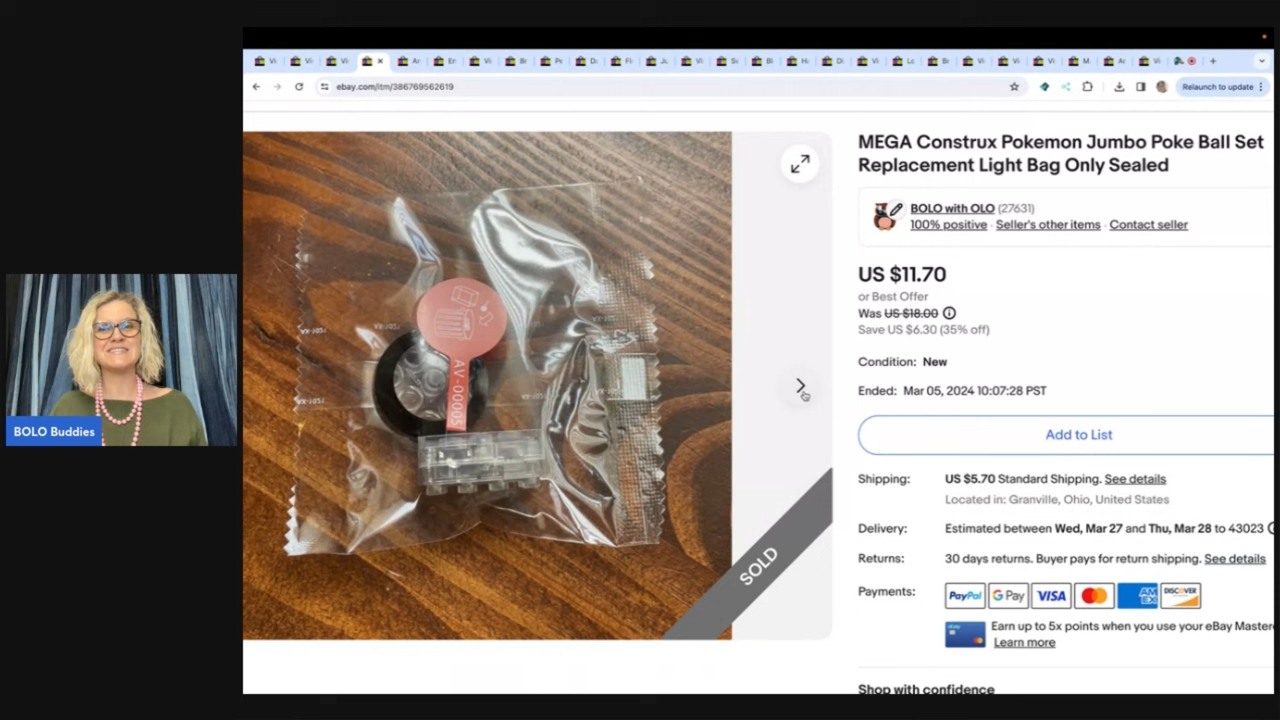 ebay.com/itm/386769562619
Relaunch to update
MEGA Construx Pokemon Jumbo Poke Ball Set
Replacement Light Bag Only Sealed
BOLO with OLO (27631)
100% positive · Seller's other items · Contact seller
US $11.70
or Best Offer
Was US $18.00
Save US $6.30 (35% off)
Condition: New
Ended: Mar 05, 2024 10:07:28 PST
Add to List
Shipping: US $5.70 Standard Shipping. See details
Located in: Granville, Ohio, United States
Delivery: Estimated between Wed, Mar 27 and Thu, Mar 28 to 43023
Returns: 30 days returns. Buyer pays for return shipping. See details
Payments: PayPal G Pay VISA AM EX DISCOVER
Earn up to 5x points when you use your eBay Master
Learn more
Shop with confidence
AV-00005
SOLD
BOLO Buddies